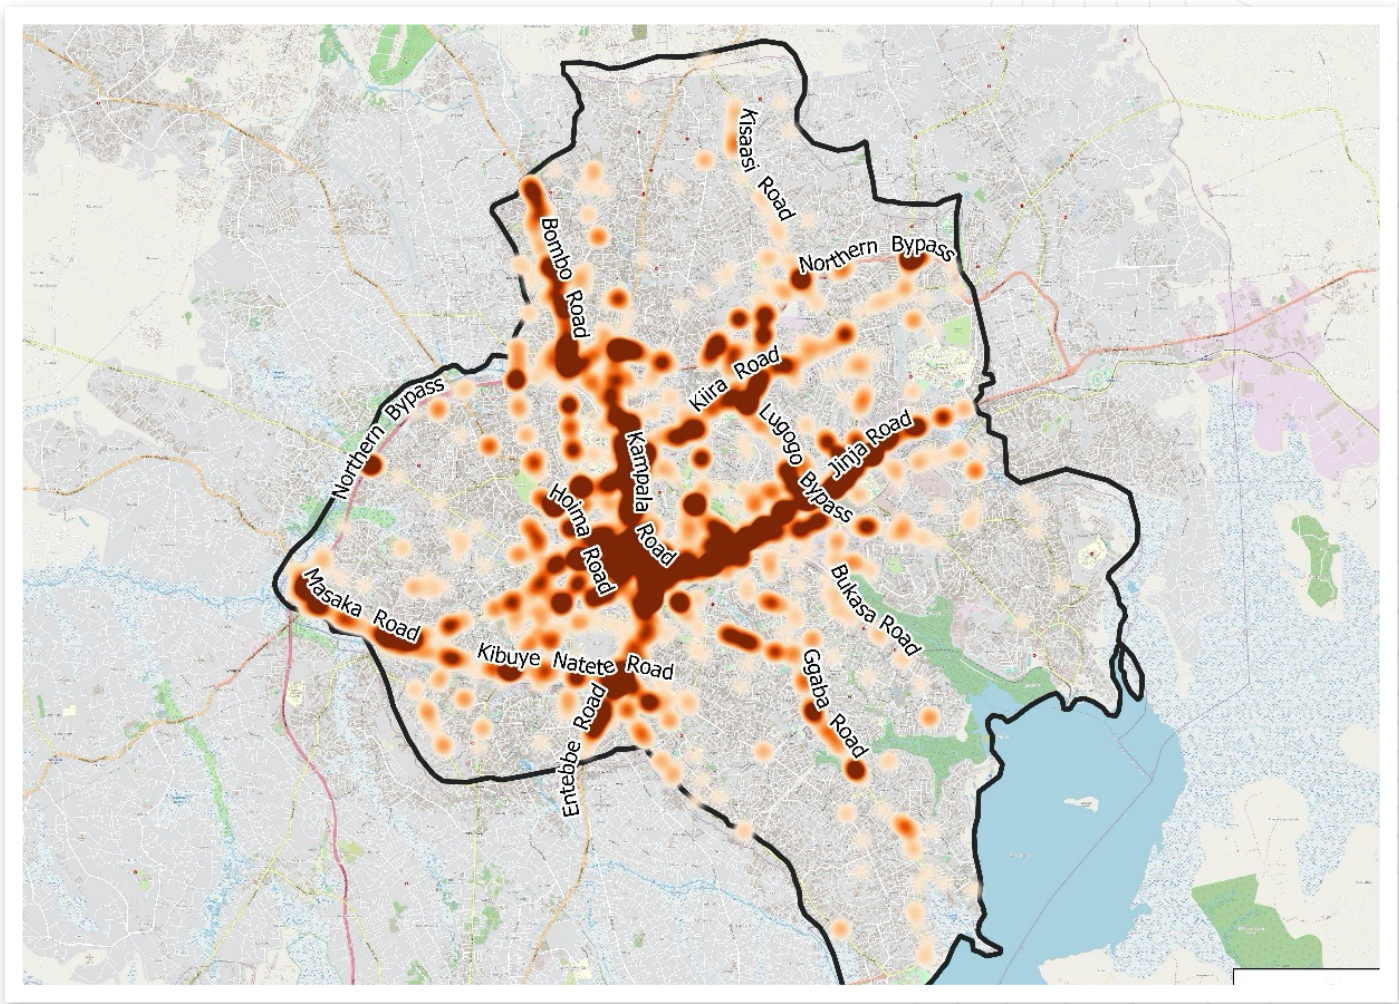 Kisaasi Road
Bombo Road
Northern Bypass
Kiira Road
Northern Bypass
Lugogo Bypass
Jinja Road
Kampala Road
Hoima Road
Masaka Road
Bukasa Road
Kibuye Natete Road
Ggaba Road
Entebbe Road